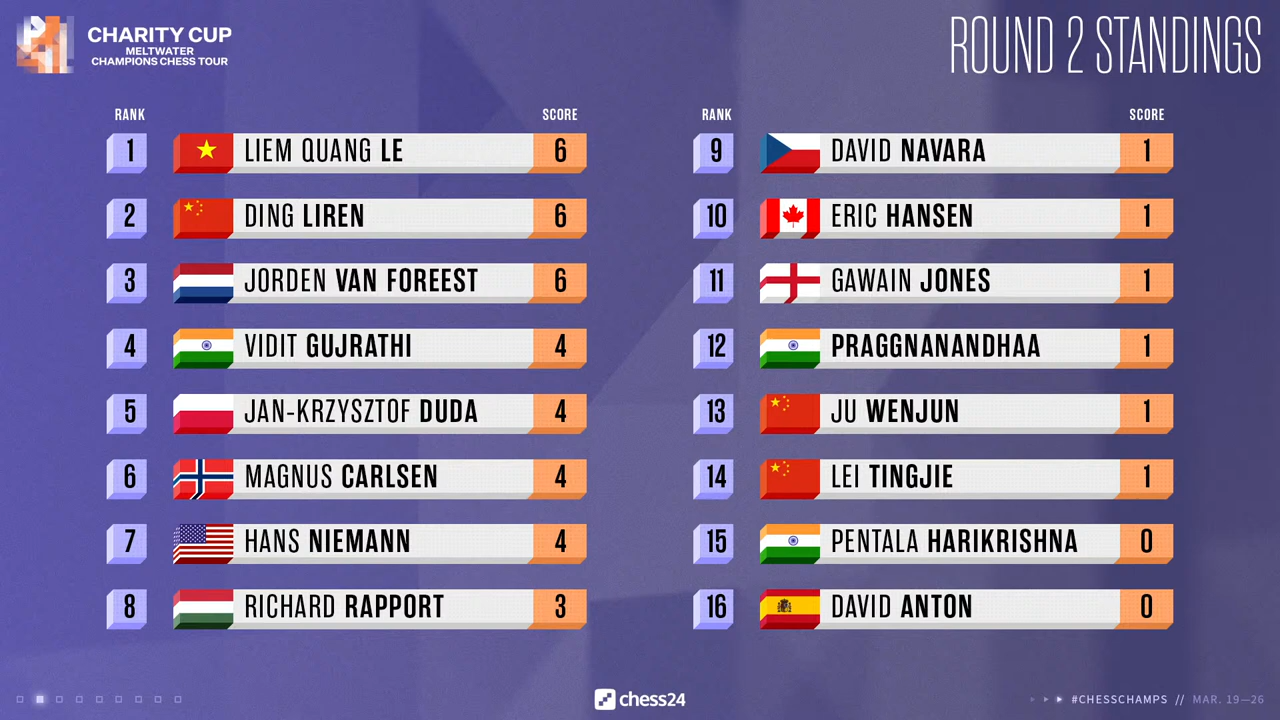 CHARITY CUP
MELTWATER
CHAMPIONS CHESS TOUR
ROUND 2 STANDINGS
RANK SCORE
1 LIEM QUANG LE 6
2 DING LIREN 6
3 JORDEN VAN FOREEST 6
4 VIDIT GUJRATHI 4
5 JAN-KRZYSZTOF DUDA 4
6 MAGNUS CARLSEN 4
7 HANS NIEMANN 4
8 RICHARD RAPPORT 3
RANK SCORE
9 DAVID NAVARA 1
10 ERIC HANSEN 1
11 GAWAIN JONES 1
12 PRAGGNANANDHAA 1
13 JU WENJUN 1
14 LEI TINGJIE 1
15 PENTALA HARIKRISHNA 0
16 DAVID ANTON 0
chess24
#CHESSCHAMPS // MAR. 19—26